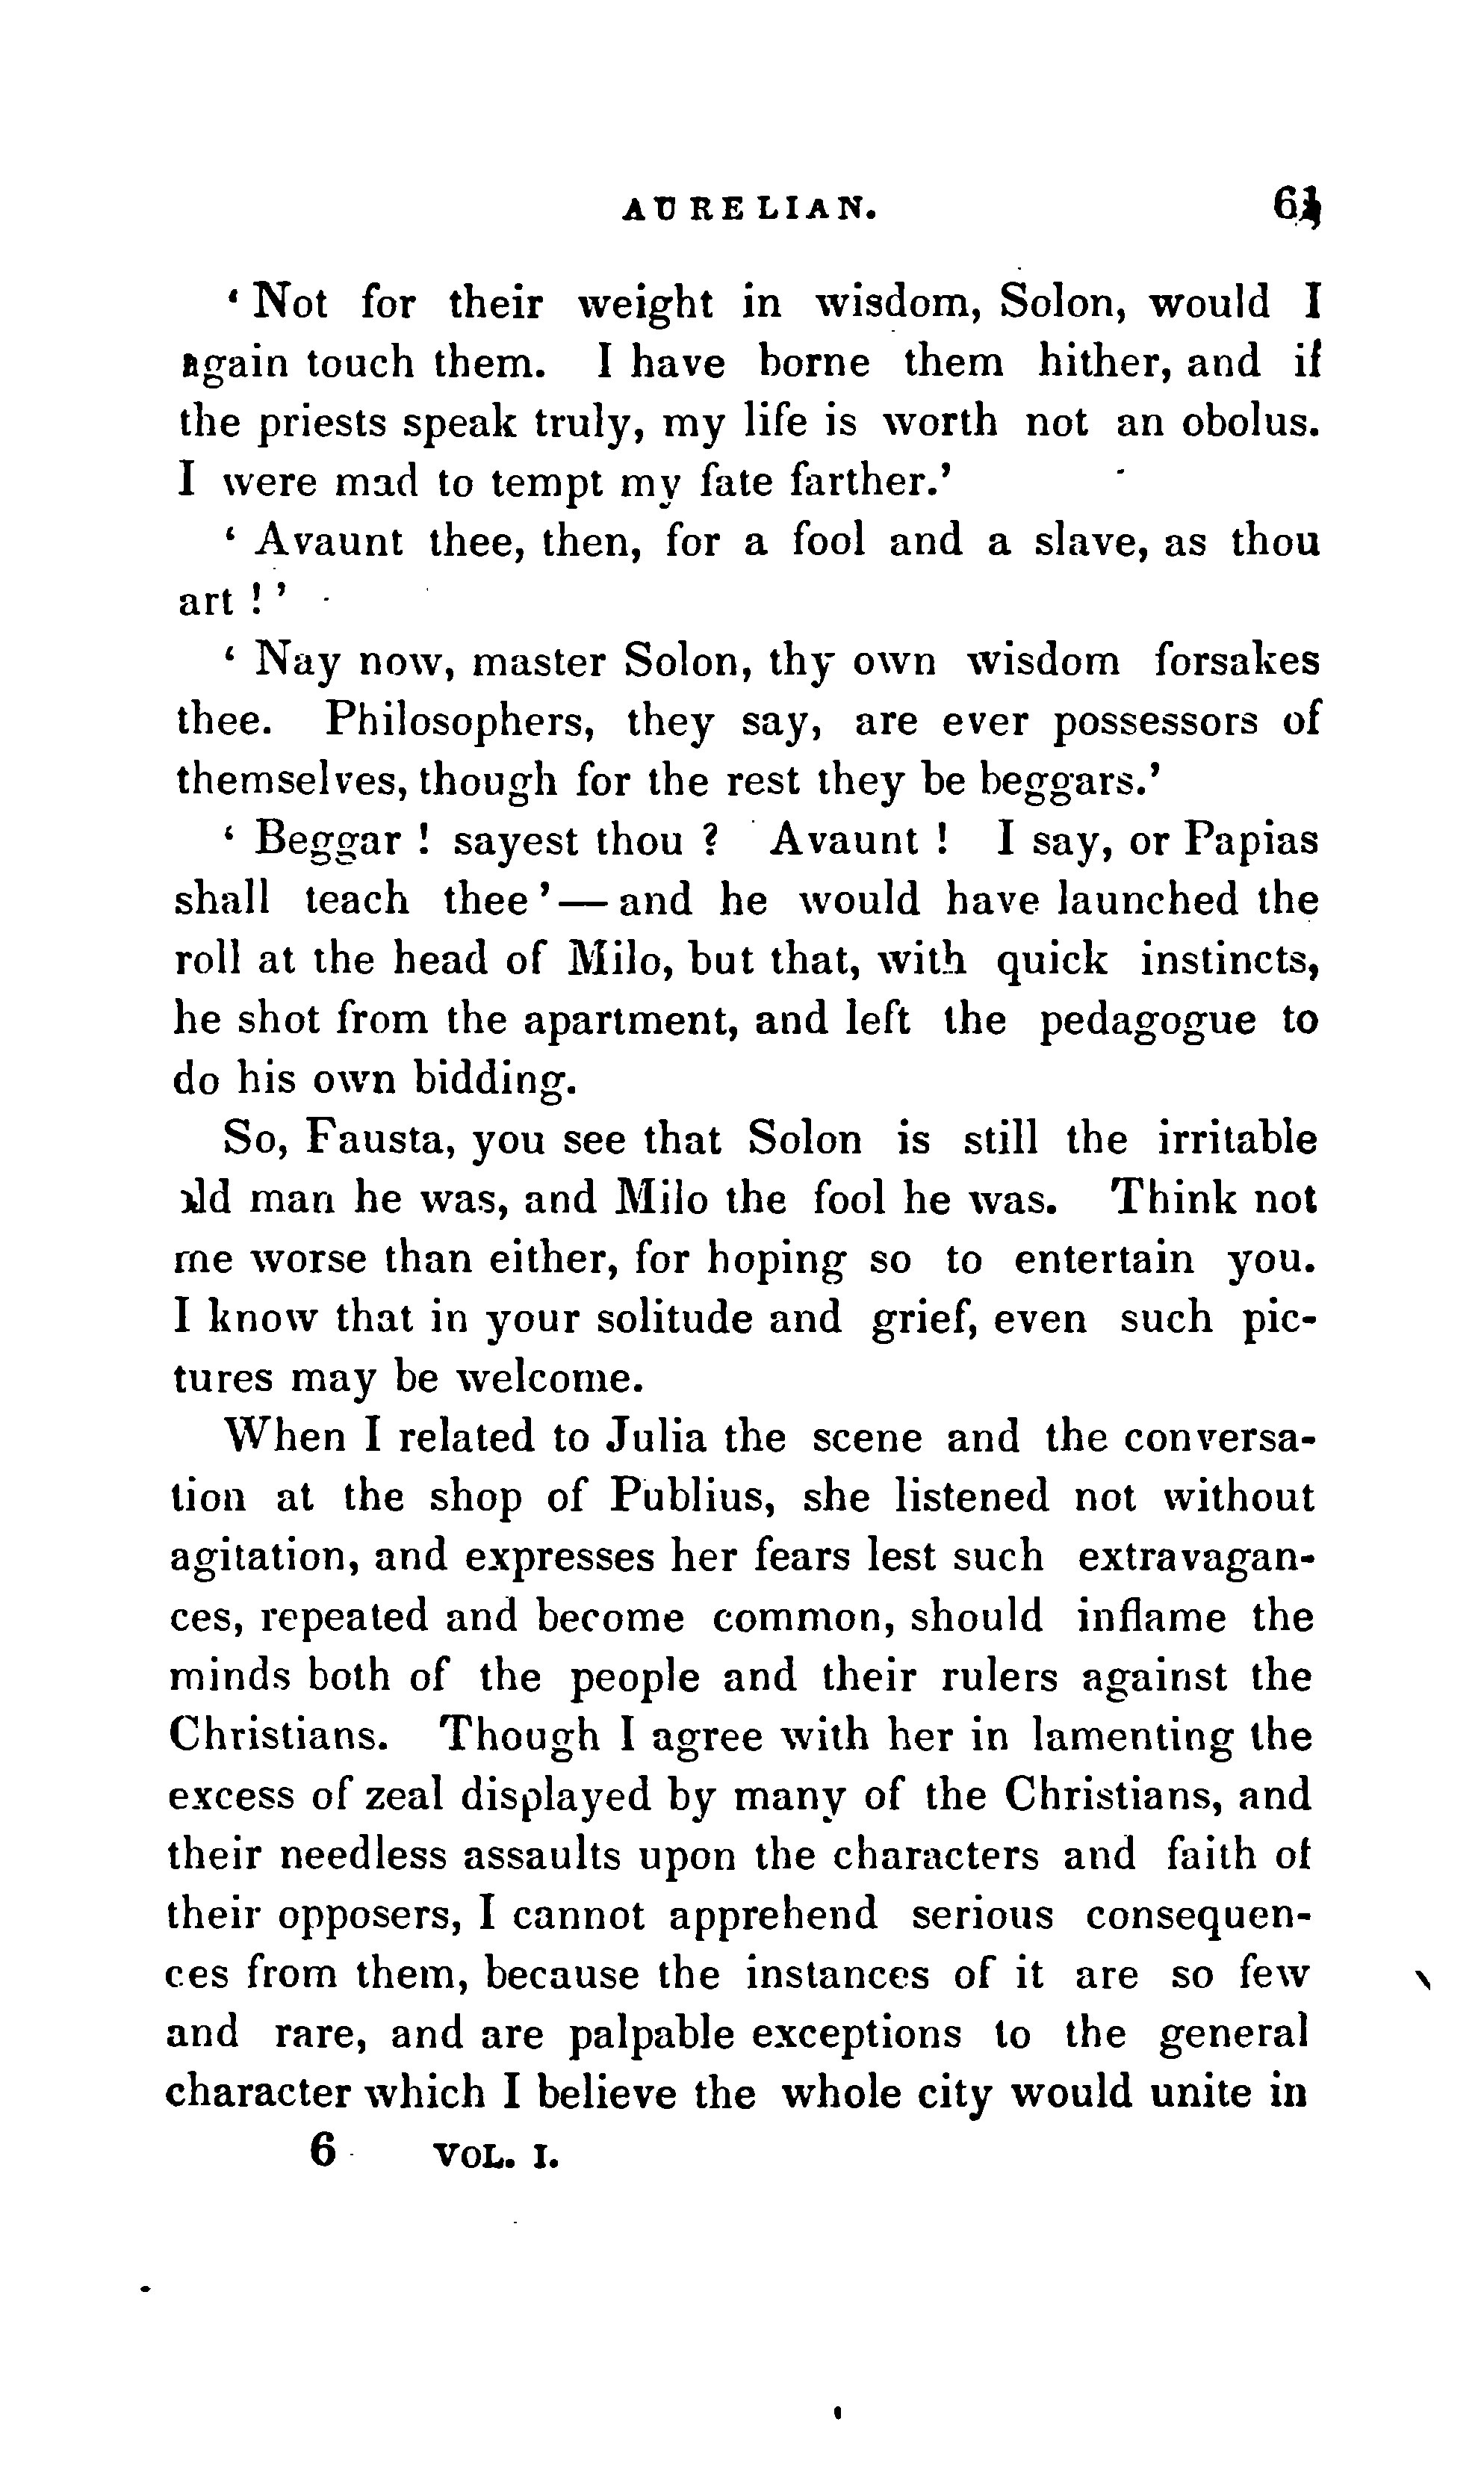 AURELIAN. 61
‘ Not for their weight in wisdom, Solon, would I
again touch them. I have borne them hither, and if
the priests speak truly, my life is worth not an obolus.
I were mad to tempt my fate farther.’
‘ Avaunt thee, then, for a fool and a slave, as thou
art ! ’
‘ Nay now, master Solon, thy own wisdom forsakes
thee. Philosophers, they say, are ever possessors of
themselves, though for the rest they be beggars.’
‘ Beggar ! sayest thou ? Avaunt ! I say, or Papias
shall teach thee ’ — and he would have launched the
roll at the head of Milo, but that, with quick instincts,
he shot from the apartment, and left the pedagogue to
do his own bidding.
So, Fausta, you see that Solon is still the irritable
old man he was, and Milo the fool he was. Think not
me worse than either, for hoping so to entertain you.
I know that in your solitude and grief, even such pic-
tures may be welcome.
When I related to Julia the scene and the conversa-
tion at the shop of Publius, she listened not without
agitation, and expresses her fears lest such extravagan-
ces, repeated and become common, should inflame the
minds both of the people and their rulers against the
Christians. Though I agree with her in lamenting the
excess of zeal displayed by many of the Christians, and
their needless assaults upon the characters and faith of
their opposers, I cannot apprehend serious consequen-
ces from them, because the instances of it are so few
and rare, and are palpable exceptions to the general
character which I believe the whole city would unite in
6 VOL. I.